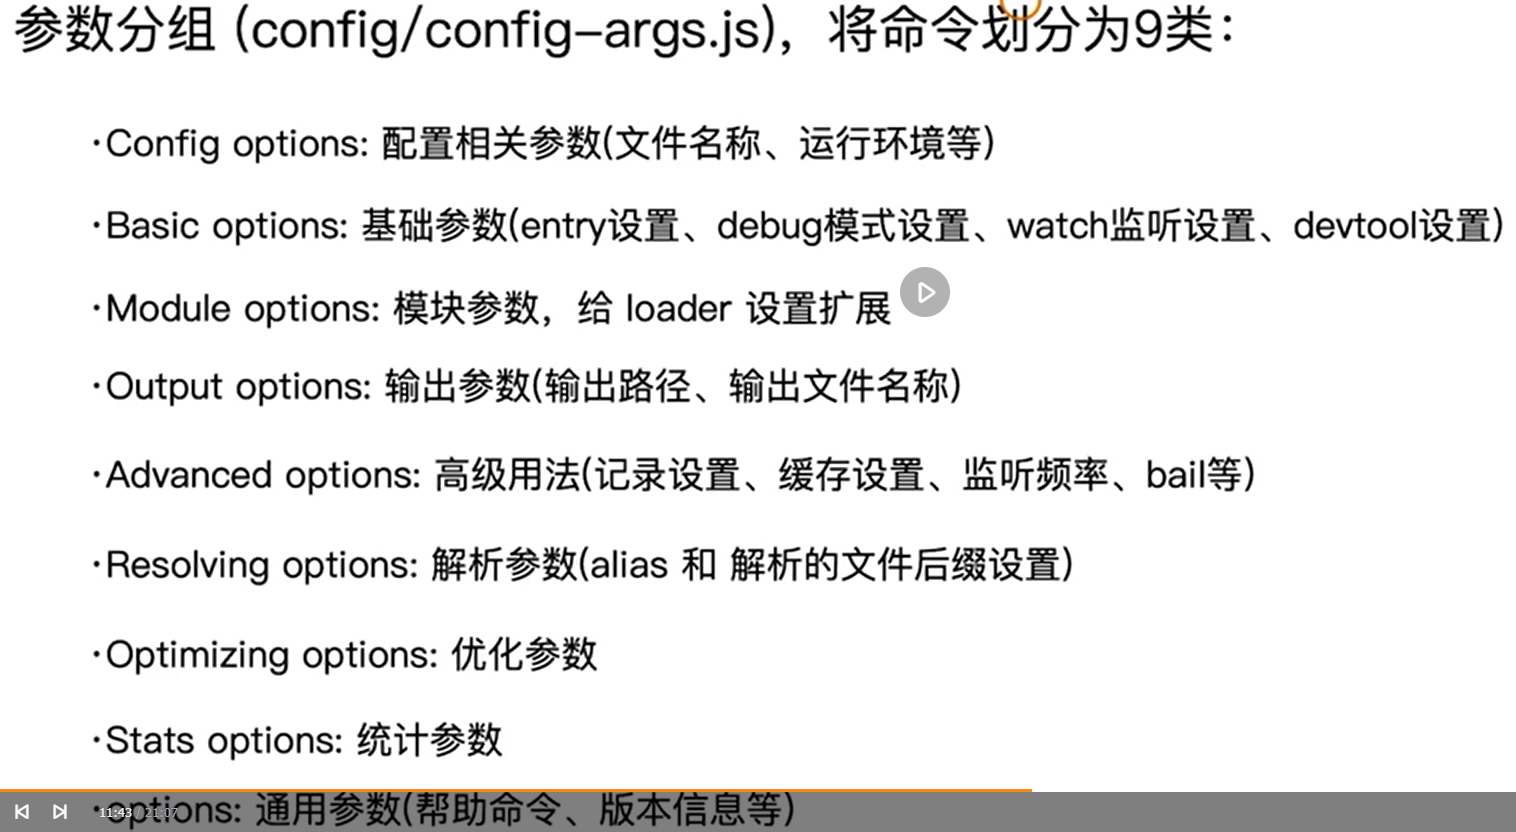 参数分组 (config/config-args.js)，将命令划分为9类：
·Config options: 配置相关参数(文件名称、运行环境等)
·Basic options: 基础参数(entry设置、debug模式设置、watch监听设置、devtool设置)
·Module options: 模块参数，给 loader 设置扩展
·Output options: 输出参数(输出路径、输出文件名称)
·Advanced options: 高级用法(记录设置、缓存设置、监听频率、bail等)
·Resolving options: 解析参数(alias 和 解析的文件后缀设置)
·Optimizing options: 优化参数
·Stats options: 统计参数
·options: 通用参数(帮助命令、版本信息等)
11:43 / 21:07